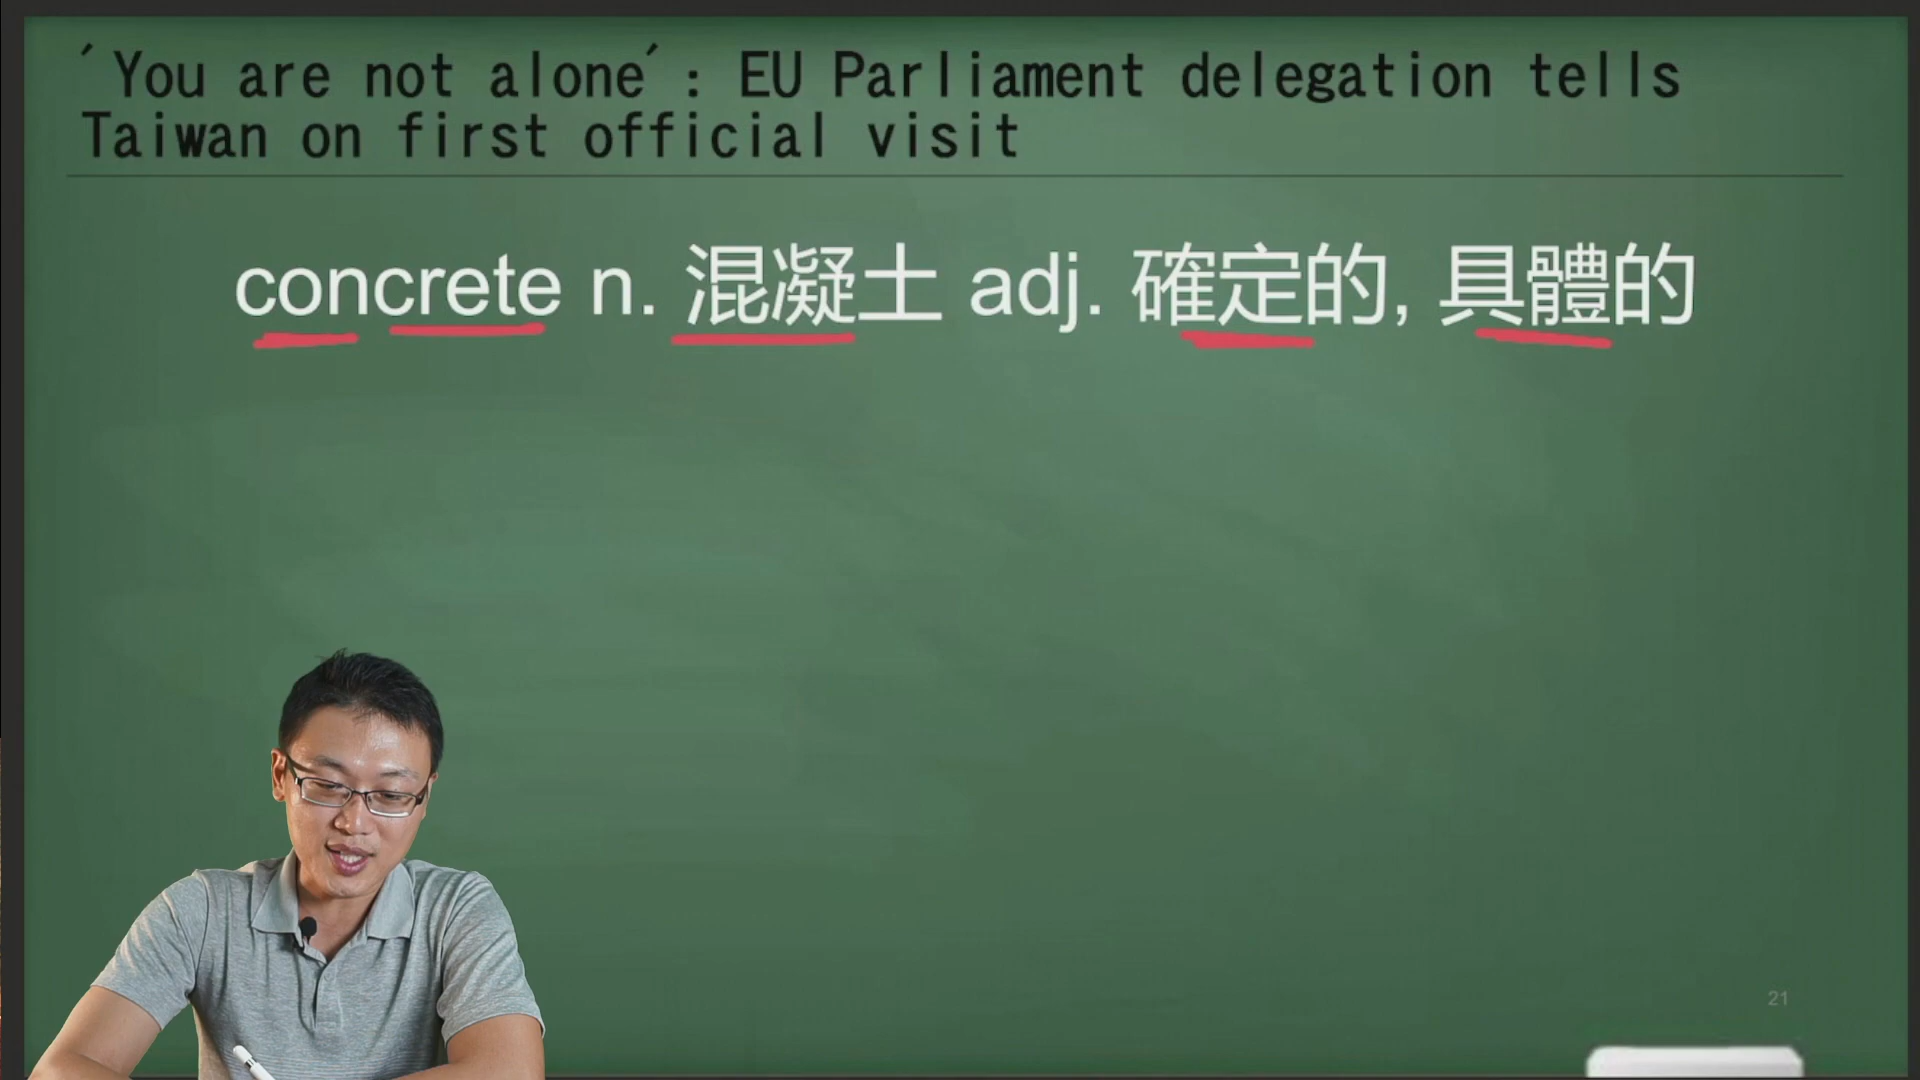 'You are not alone': EU Parliament delegation tells
Taiwan on first official visit
concrete n. 混凝土 adj. 確定的, 具體的
21